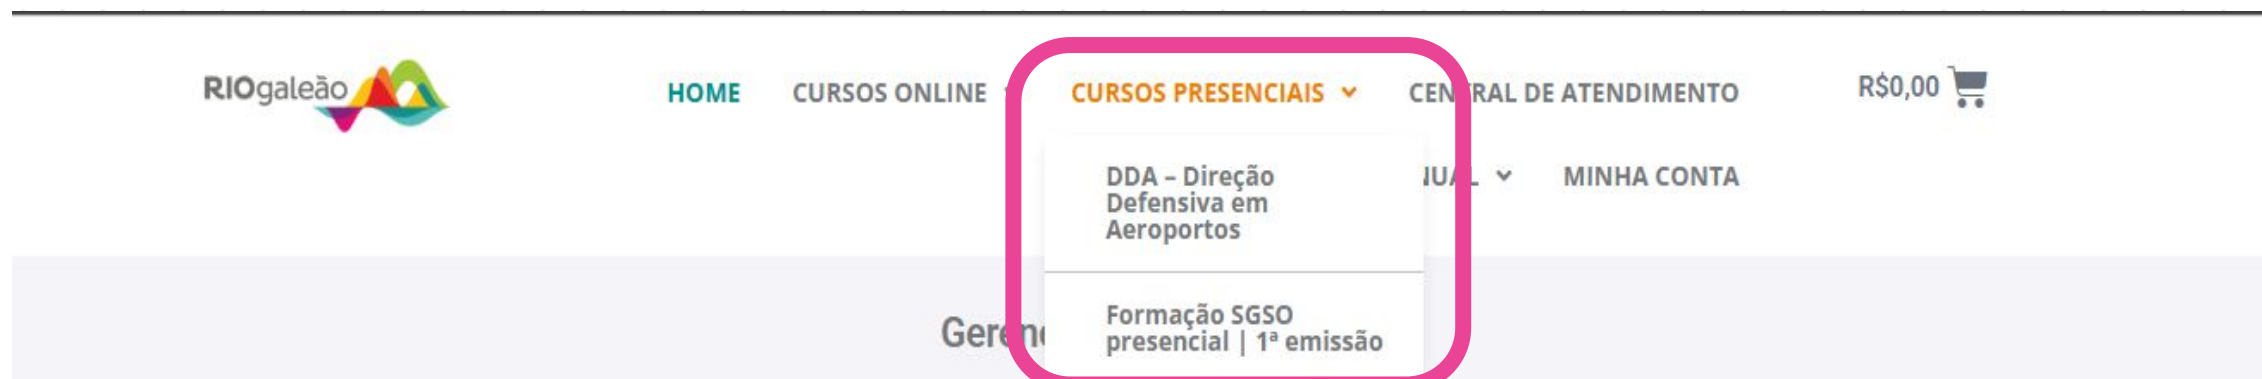 RIOgaleão
HOME CURSOS ONLINE CURSOS PRESENCIAIS CENTRAL DE ATENDIMENTO R$0,00
MINHA CONTA
DDA – Direção
Defensiva em
Aeroportos
Formação SGSO
presencial | 1ª emissão